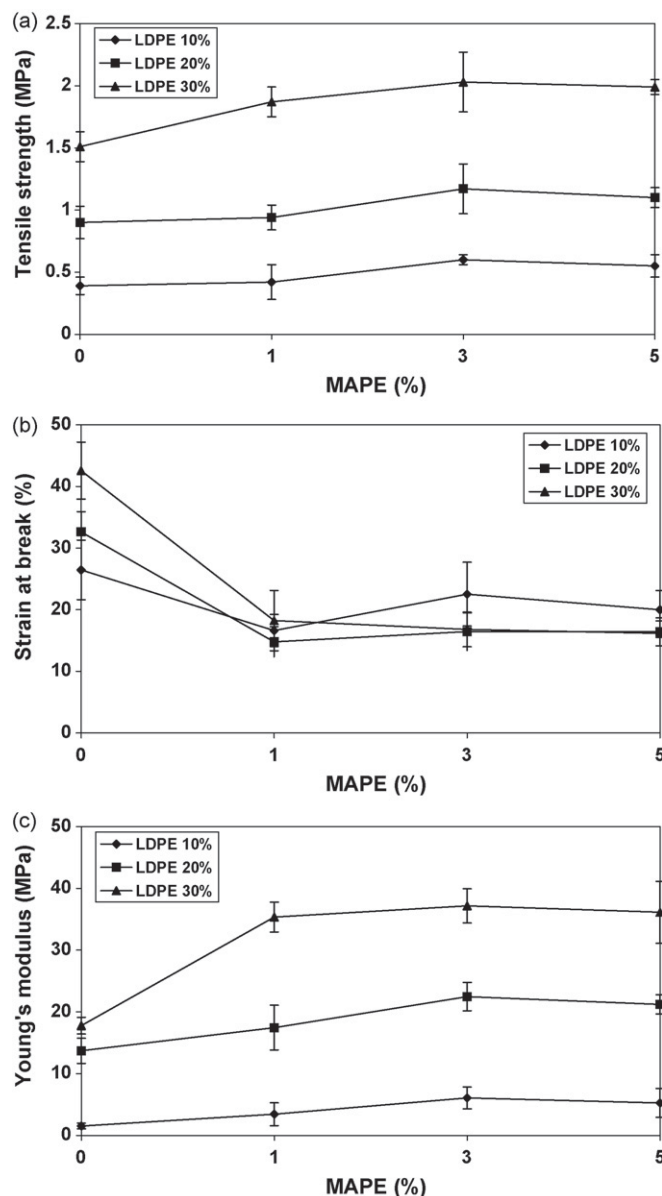 (a)
LDPE 10%
LDPE 20%
LDPE 30%
Tensile strength (MPa)
2.5
2
1.5
1
0.5
0
0 1 3 5
MAPE (%)
(b)
LDPE 10%
LDPE 20%
LDPE 30%
Strain at break (%)
50
40
30
20
10
0
0 1 3 5
MAPE (%)
(c)
LDPE 10%
LDPE 20%
LDPE 30%
Young's modulus (MPa)
50
40
30
20
10
0
0 1 3 5
MAPE (%)